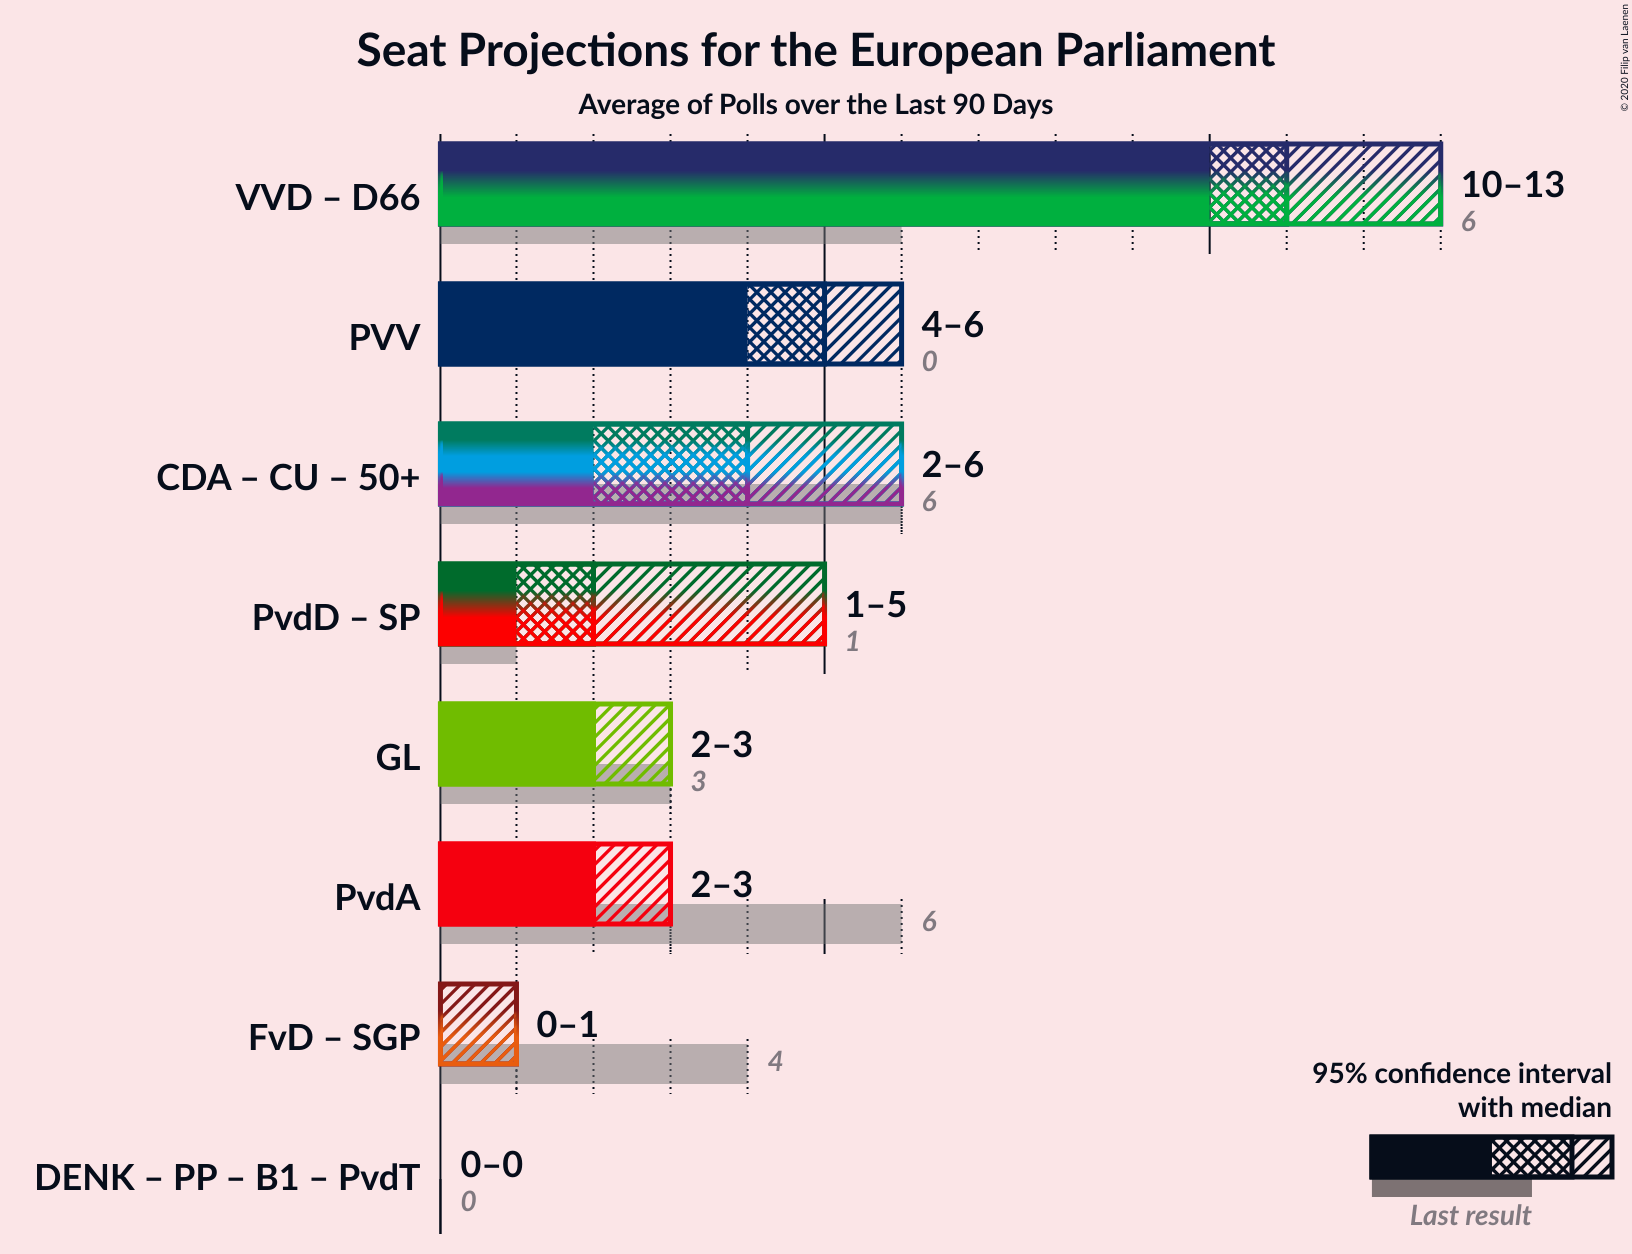 Seat Projections for the European Parliament
Average of Polls over the Last 90 Days
© 2020 Filip van Laenen
VVD – D66
10–13
6
PVV
4–6
0
CDA – CU – 50+
2–6
6
PvdD – SP
1–5
1
GL
2–3
3
PvdA
2–3
6
FvD – SGP
0–1
4
DENK – PP – B1 – PvdT
0–0
0
95% confidence interval
with median
Last result